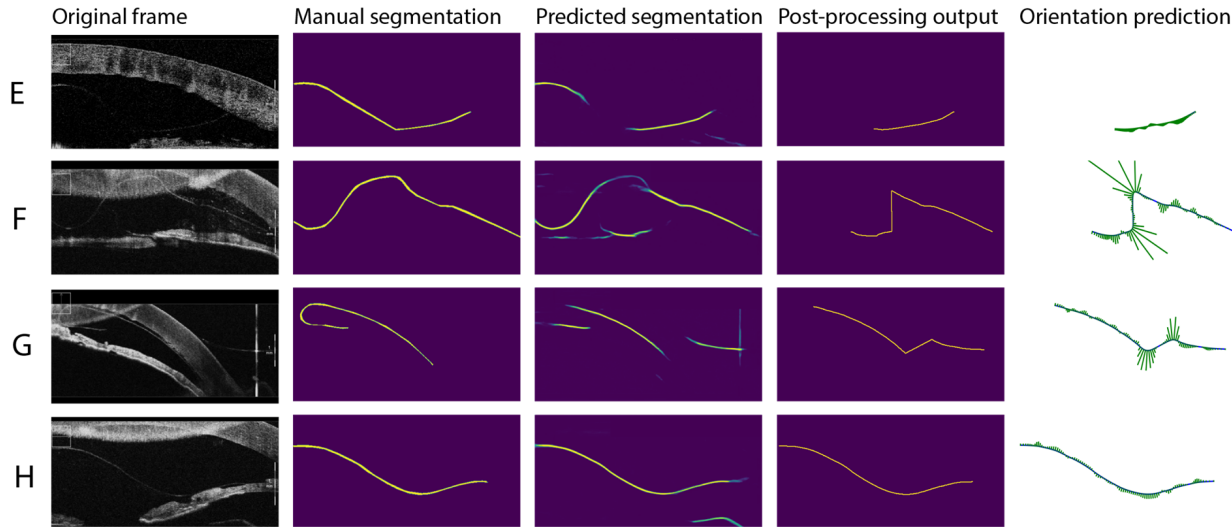 Original frame
Manual segmentation
Predicted segmentation
Post-processing output
Orientation prediction
E
F
G
H